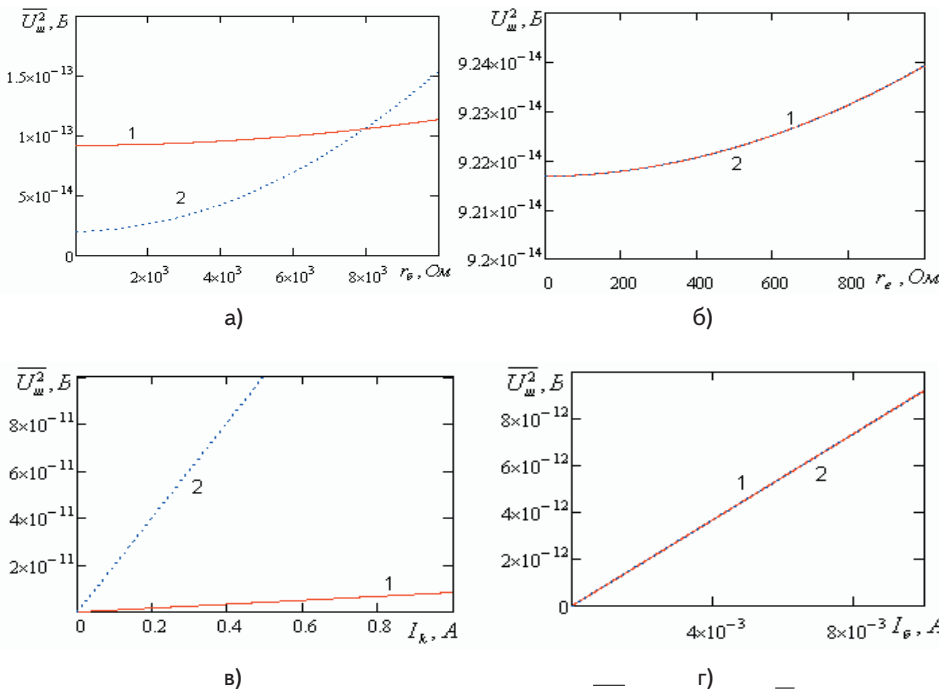 U²ш, В
1.5×10⁻¹³
1×10⁻¹³
5×10⁻¹⁴
0
1
2
2×10³ 4×10³ 6×10³ 8×10³ rв, Ом
а)
U²ш, В
9.24×10⁻¹⁴
9.23×10⁻¹⁴
9.22×10⁻¹⁴
9.21×10⁻¹⁴
9.2×10⁻¹⁴
1
2
0 200 400 600 800 re, Ом
б)
U²ш, В
8×10⁻¹¹
6×10⁻¹¹
4×10⁻¹¹
2×10⁻¹¹
0
2
1
0 0.2 0.4 0.6 0.8 Ik, А
в)
U²ш, В
8×10⁻¹²
6×10⁻¹²
4×10⁻¹²
2×10⁻¹²
0
1
2
4×10⁻³ 8×10⁻³ Iв, А
г)